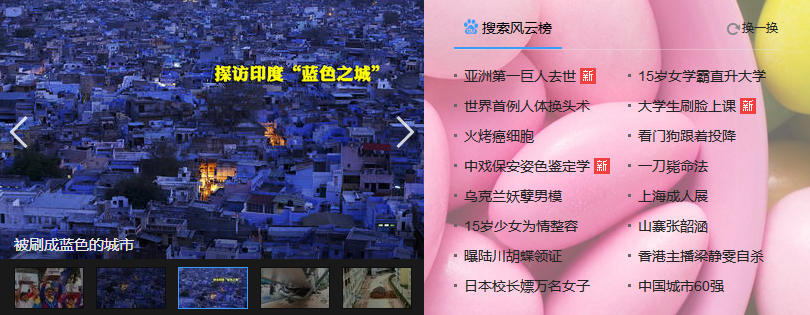 探访印度“蓝色之城”
被刷成蓝色的城市
搜索风云榜
换一换
亚洲第一巨人去世 新
世界首例人体换头术
火烤癌细胞
中戏保安姿色鉴定学 新
乌克兰妖孽男模
15岁少女为情整容
曝陆川胡蝶领证
日本校长嫖万名女子
15岁女学霸直升大学
大学生刷脸上课 新
看门狗跟着投降
一刀毙命法
上海成人展
山寨张韶涵
香港主播梁静雯自杀
中国城市60强